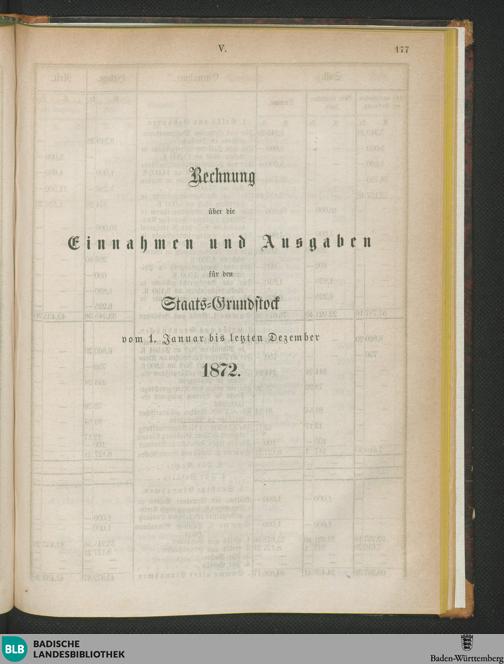 V. 177
Rechnung
über die
Einnahmen und Ausgaben
für den
Staats-Grundstock
vom 1. Januar bis letzten Dezember
1872.
BLB BADISCHE
LANDESBIBLIOTHEK
Baden-Württemberg